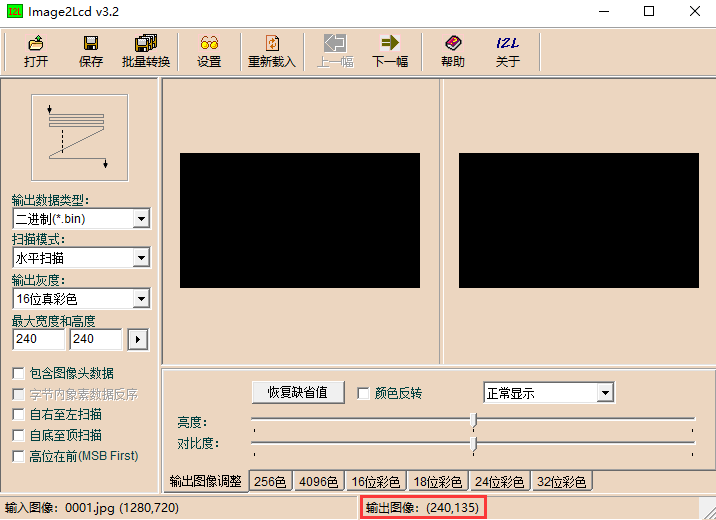 Image2Lcd v3.2
打开 保存 批量转换 设置 重新载入 上一幅 下一幅 帮助 I2L 关于
输出数据类型：
二进制(*.bin)
扫描模式：
水平扫描
输出灰度：
16位真彩色
最大宽度和高度
240 240
包含图像头数据
字节内象素数据反序
自右至左扫描
自底至顶扫描
高位在前(MSB First)
恢复缺省值 颜色反转 正常显示
亮度：
对比度：
输出图像调整 256色 4096色 16位彩色 18位彩色 24位彩色 32位彩色
输入图像: 0001.jpg (1280,720) 输出图像: (240,135)